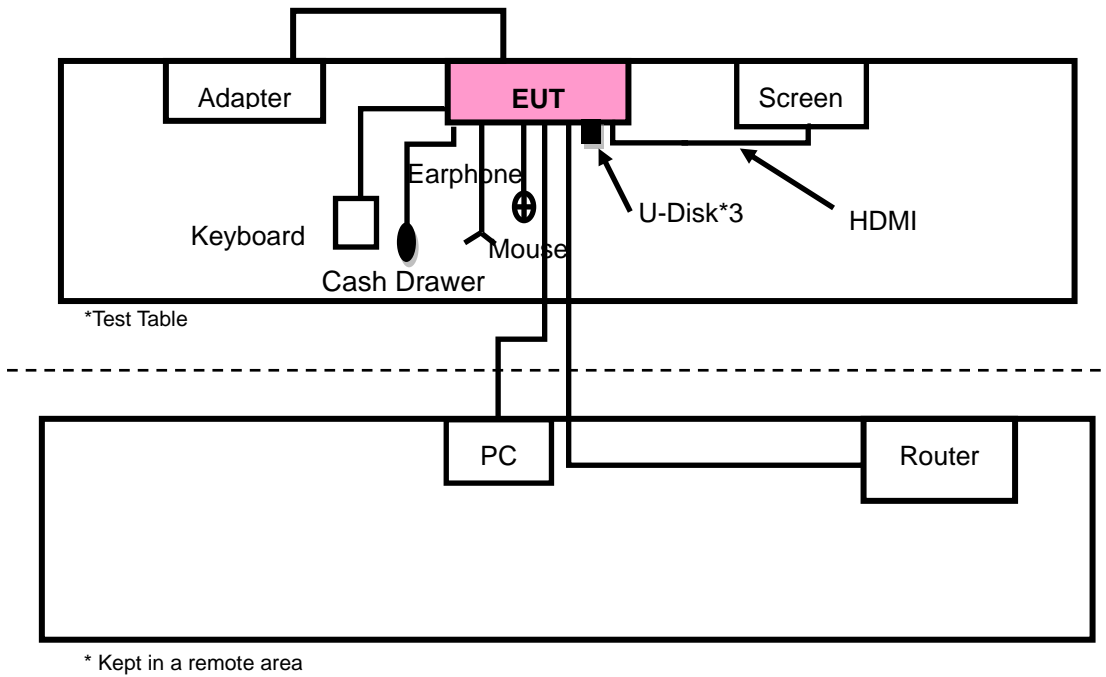 Adapter
EUT
Screen
Earphone
U-Disk*3
HDMI
Keyboard
Mouse
Cash Drawer
*Test Table
PC
Router
* Kept in a remote area